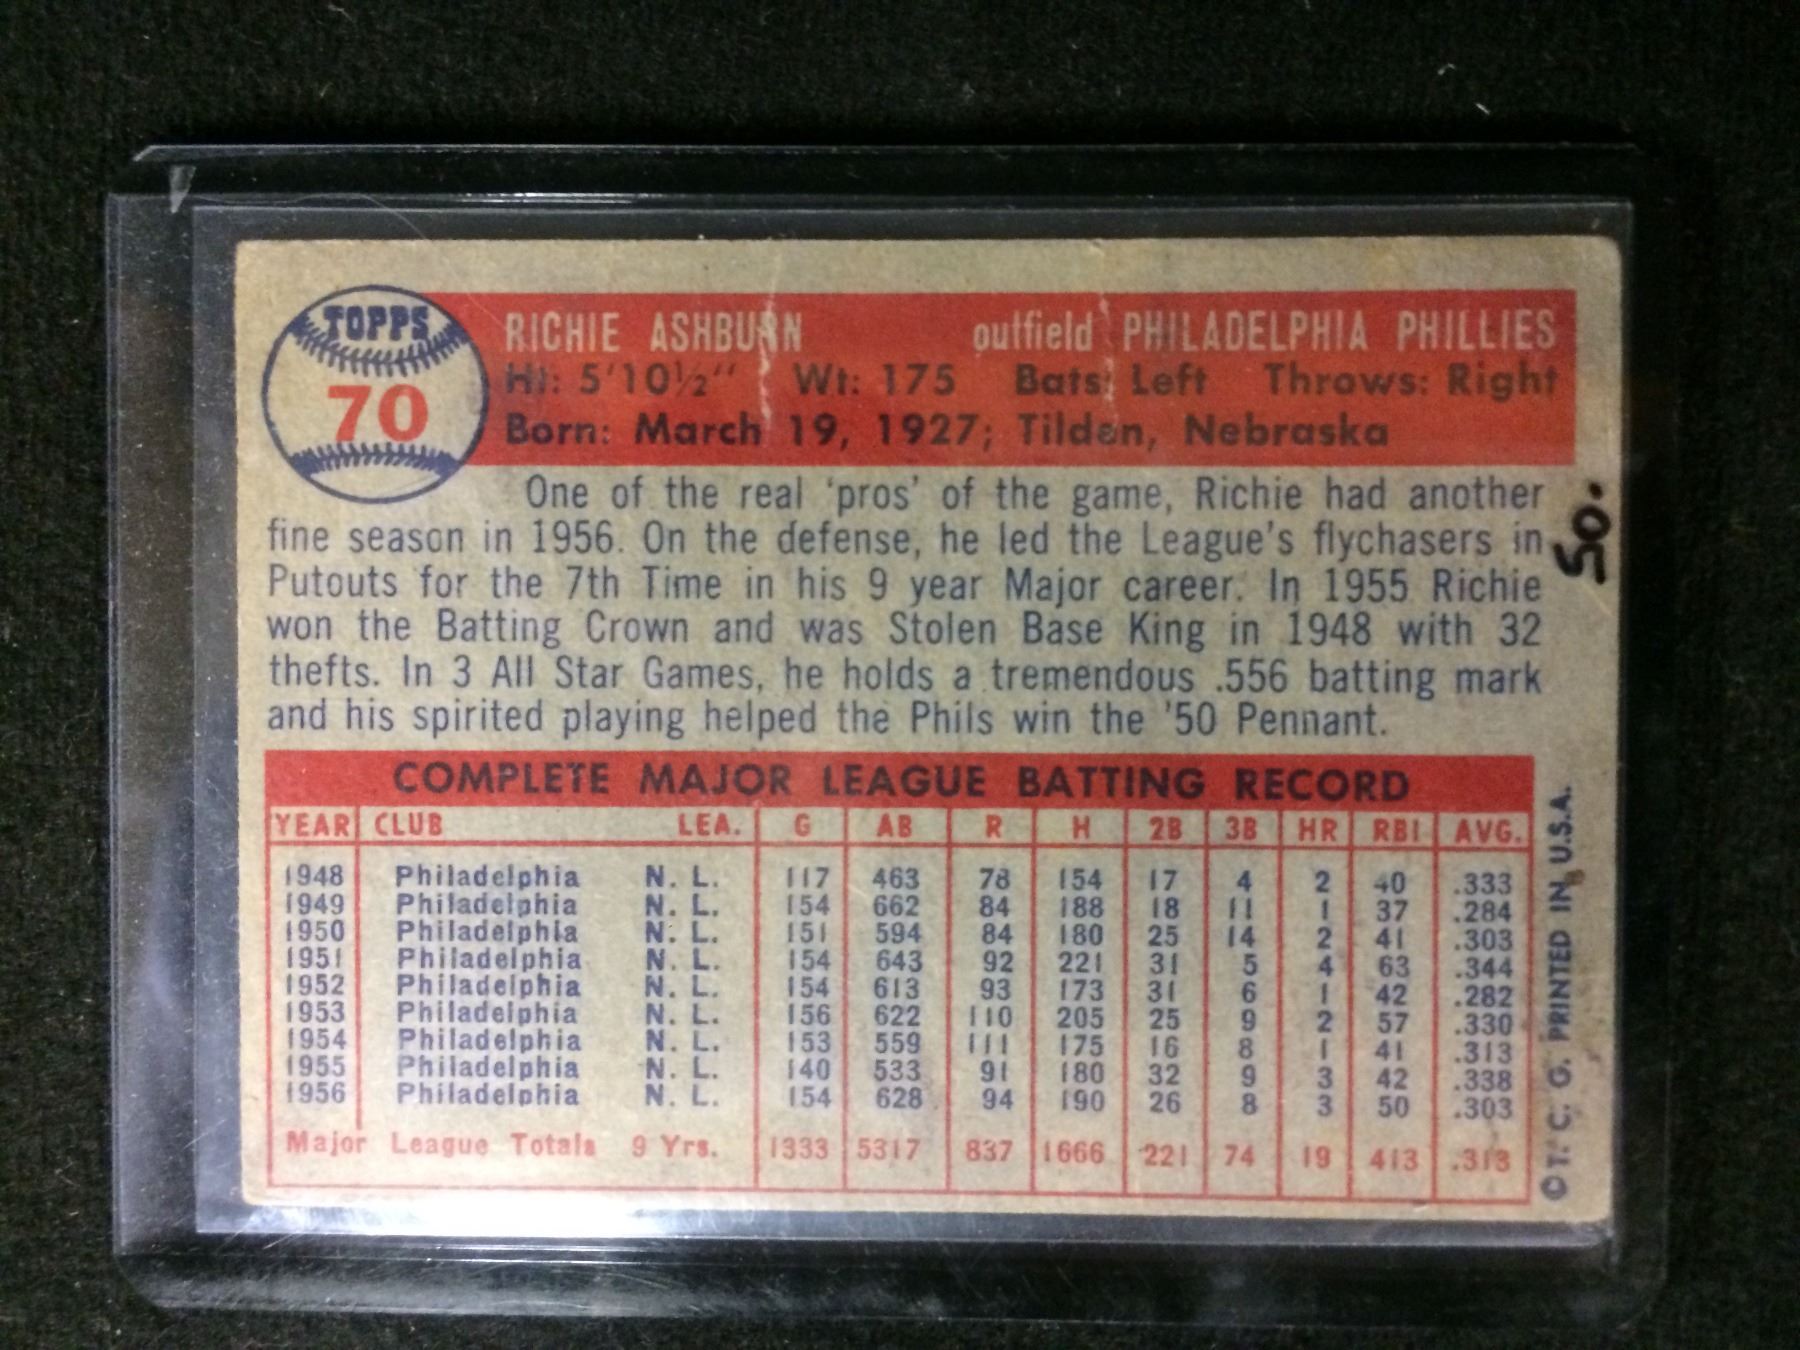 TOPPS
70
RICHIE ASHBURN outfield PHILADELPHIA PHILLIES
Ht: 5'10½" Wt: 175 Bats: Left Throws: Right
Born: March 19, 1927; Tilden, Nebraska
One of the real 'pros' of the game, Richie had another
fine season in 1956. On the defense, he led the League's flychasers in
Putouts for the 7th Time in his 9 year Major career. In 1955 Richie
won the Batting Crown and was Stolen Base King in 1948 with 32
thefts. In 3 All Star Games, he holds a tremendous .556 batting mark
and his spirited playing helped the Phils win the '50 Pennant.
50.
COMPLETE MAJOR LEAGUE BATTING RECORD
YEAR CLUB LEA. G AB R H 2B 3B HR RBI AVG.
1948 Philadelphia N. L. 117 463 78 154 17 4 2 40 .333
1949 Philadelphia N. L. 154 662 84 188 18 11 1 37 .284
1950 Philadelphia N. L. 151 594 84 180 25 14 2 41 .303
1951 Philadelphia N. L. 154 643 92 221 31 5 4 63 .344
1952 Philadelphia N. L. 154 613 93 173 31 6 1 42 .282
1953 Philadelphia N. L. 156 622 110 205 25 9 2 57 .330
1954 Philadelphia N. L. 153 559 111 175 16 8 1 41 .313
1955 Philadelphia N. L. 140 533 91 180 32 9 3 42 .338
1956 Philadelphia N. L. 154 628 94 190 26 8 3 50 .303
Major League Totals 9 Yrs. 1333 5317 837 1666 221 74 19 413 .313
© T. C. G. PRINTED IN U.S.A.